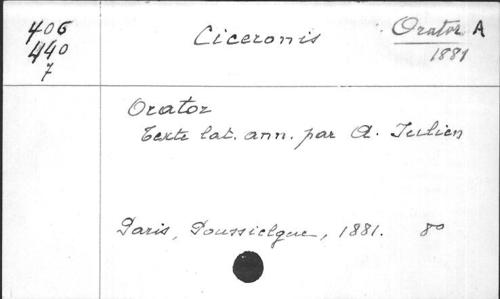 406
440
7
Ciceronis
Orator A
1881
Orator
Texte lat. ann. par A. Julien
Paris, Poussielgue, 1881. 8°